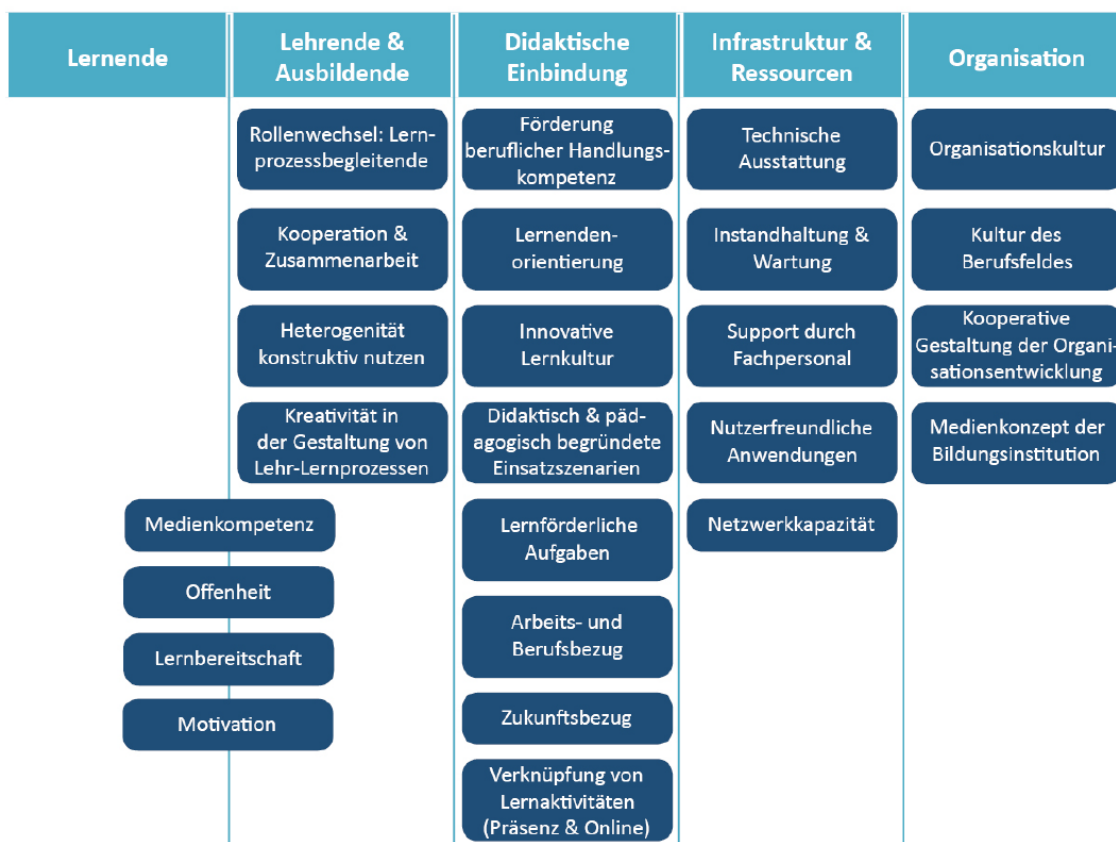 Lernende
Lehrende &
Ausbildende
Didaktische
Einbindung
Infrastruktur &
Ressourcen
Organisation
Rollenwechsel: Lern-
prozessbegleitende
Kooperation &
Zusammenarbeit
Heterogenität
konstruktiv nutzen
Kreativität in
der Gestaltung von
Lehr-Lernprozessen
Medienkompetenz
Offenheit
Lernbereitschaft
Motivation
Förderung
beruflicher Handlungs-
kompetenz
Lernenden-
orientierung
Innovative
Lernkultur
Didaktisch & päd-
agogisch begründete
Einsatzszenarien
Lernförderliche
Aufgaben
Arbeits- und
Berufsbezug
Zukunftsbezug
Verknüpfung von
Lernaktivitäten
(Präsenz & Online)
Technische
Ausstattung
Instandhaltung &
Wartung
Support durch
Fachpersonal
Nutzerfreundliche
Anwendungen
Netzwerkkapazität
Organisationskultur
Kultur des
Berufsfeldes
Kooperative
Gestaltung der Organi-
sationsentwicklung
Medienkonzept der
Bildungsinstitution